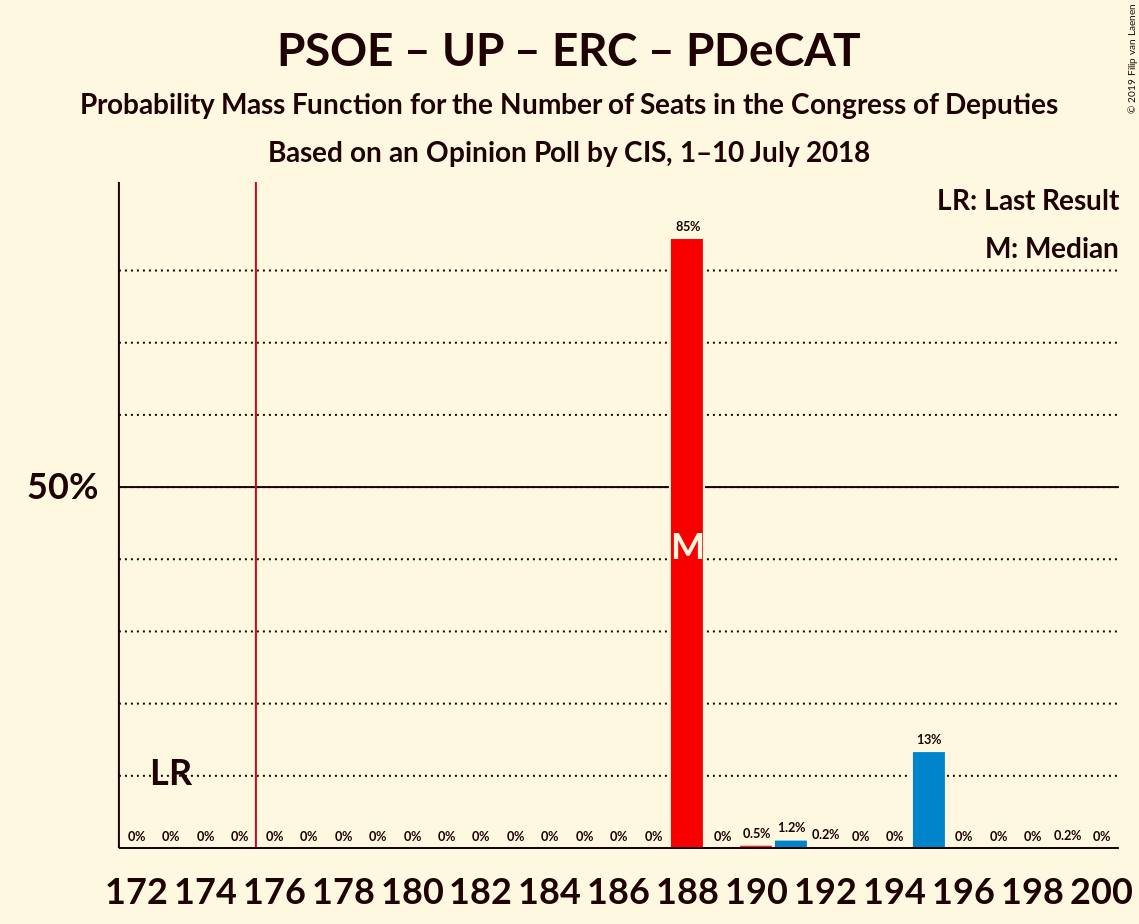 PSOE – UP – ERC – PDeCAT
Probability Mass Function for the Number of Seats in the Congress of Deputies
Based on an Opinion Poll by CIS, 1–10 July 2018
© 2019 Filip van Laenen
LR: Last Result
M: Median
85%
50%
M
13%
LR
0% 0% 0% 0% 0% 0% 0% 0% 0% 0% 0% 0% 0% 0% 0% 0% 0% 0.5% 1.2% 0.2% 0% 0% 0% 0% 0% 0.2% 0%
172 174 176 178 180 182 184 186 188 190 192 194 196 198 200